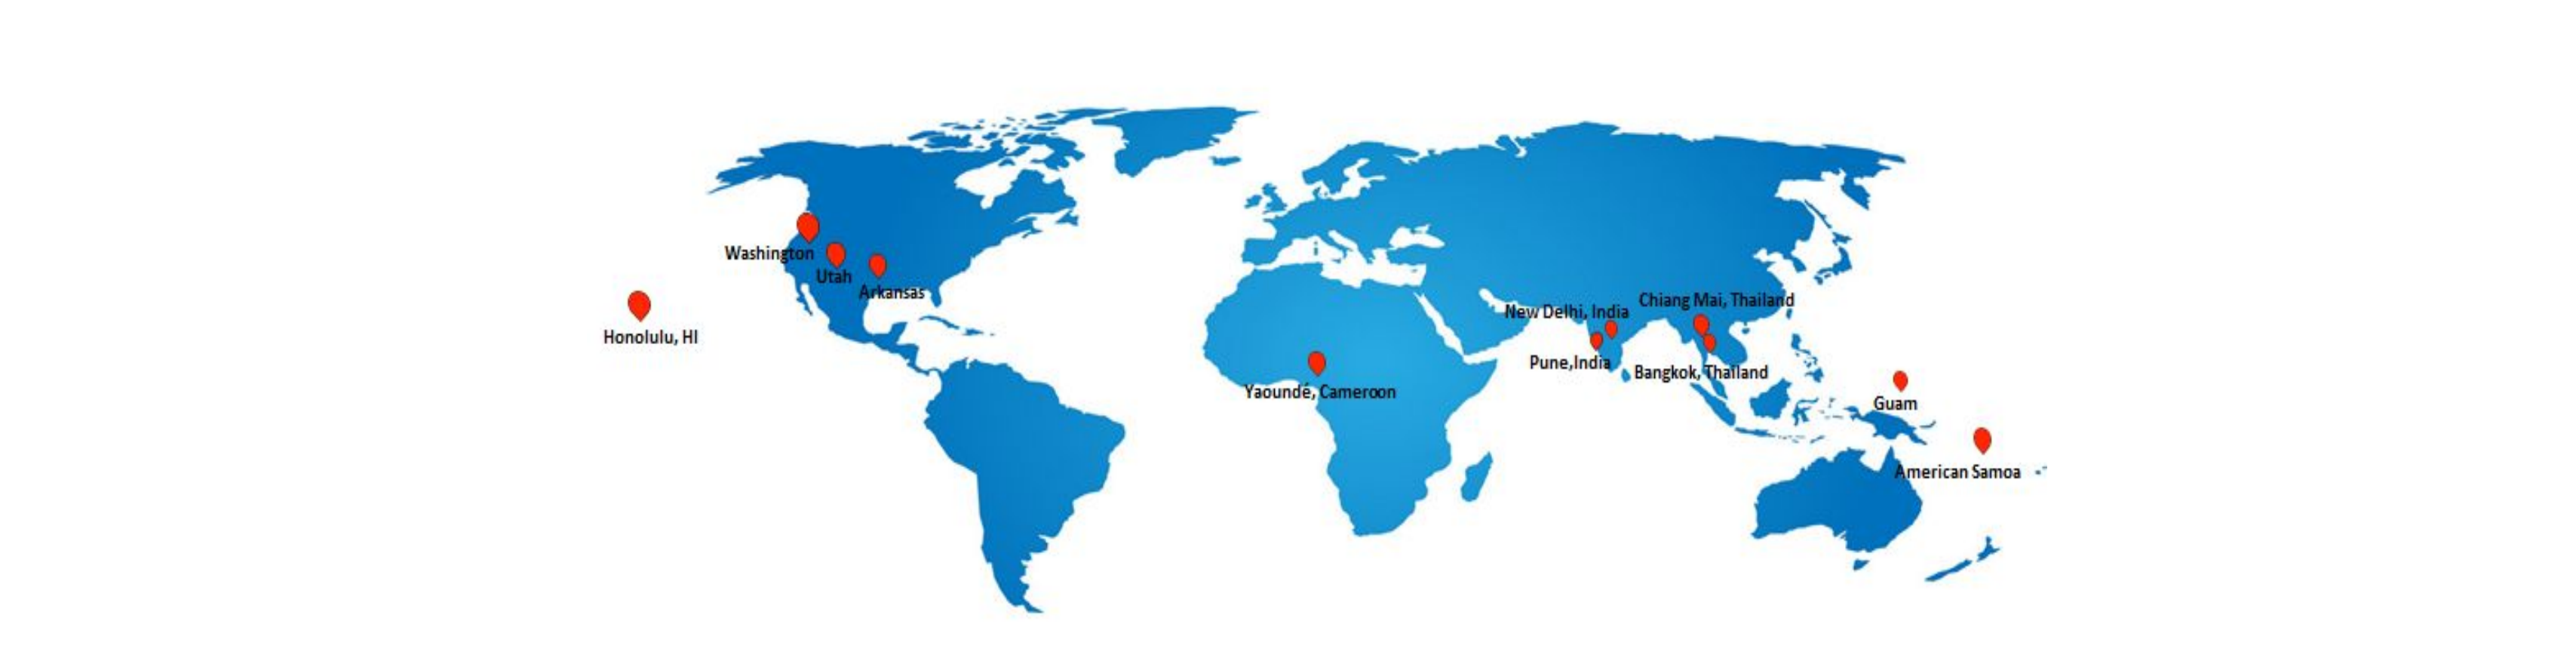 Washington
Utah
Arkansas
Honolulu, HI
New Delhi, India
Chiang Mai, Thailand
Pune,India
Bangkok, Thailand
Yaoundé, Cameroon
Guam
American Samoa